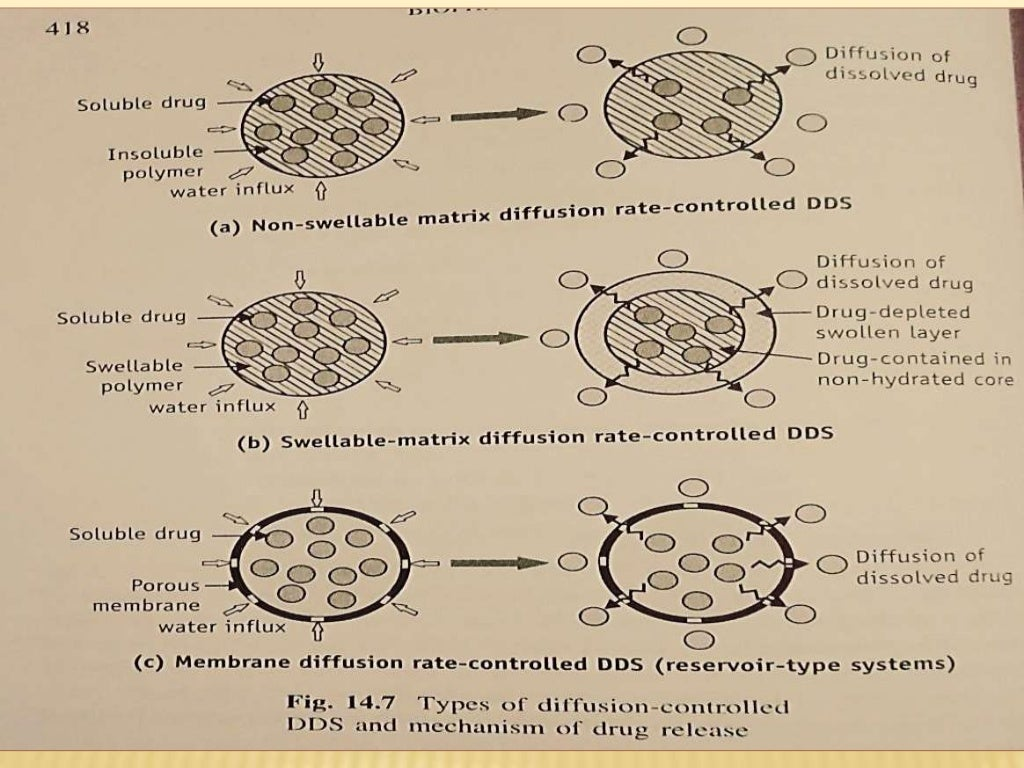 418
Soluble drug
Insoluble
polymer
water influx
Diffusion of
dissolved drug
(a) Non-swellable matrix diffusion rate-controlled DDS
Soluble drug
Swellable
polymer
water influx
Diffusion of
dissolved drug
Drug-depleted
swollen layer
Drug-contained in
non-hydrated core
(b) Swellable-matrix diffusion rate-controlled DDS
Soluble drug
Porous
membrane
water influx
Diffusion of
dissolved drug
(c) Membrane diffusion rate-controlled DDS (reservoir-type systems)
Fig. 14.7 Types of diffusion-controlled
DDS and mechanism of drug release